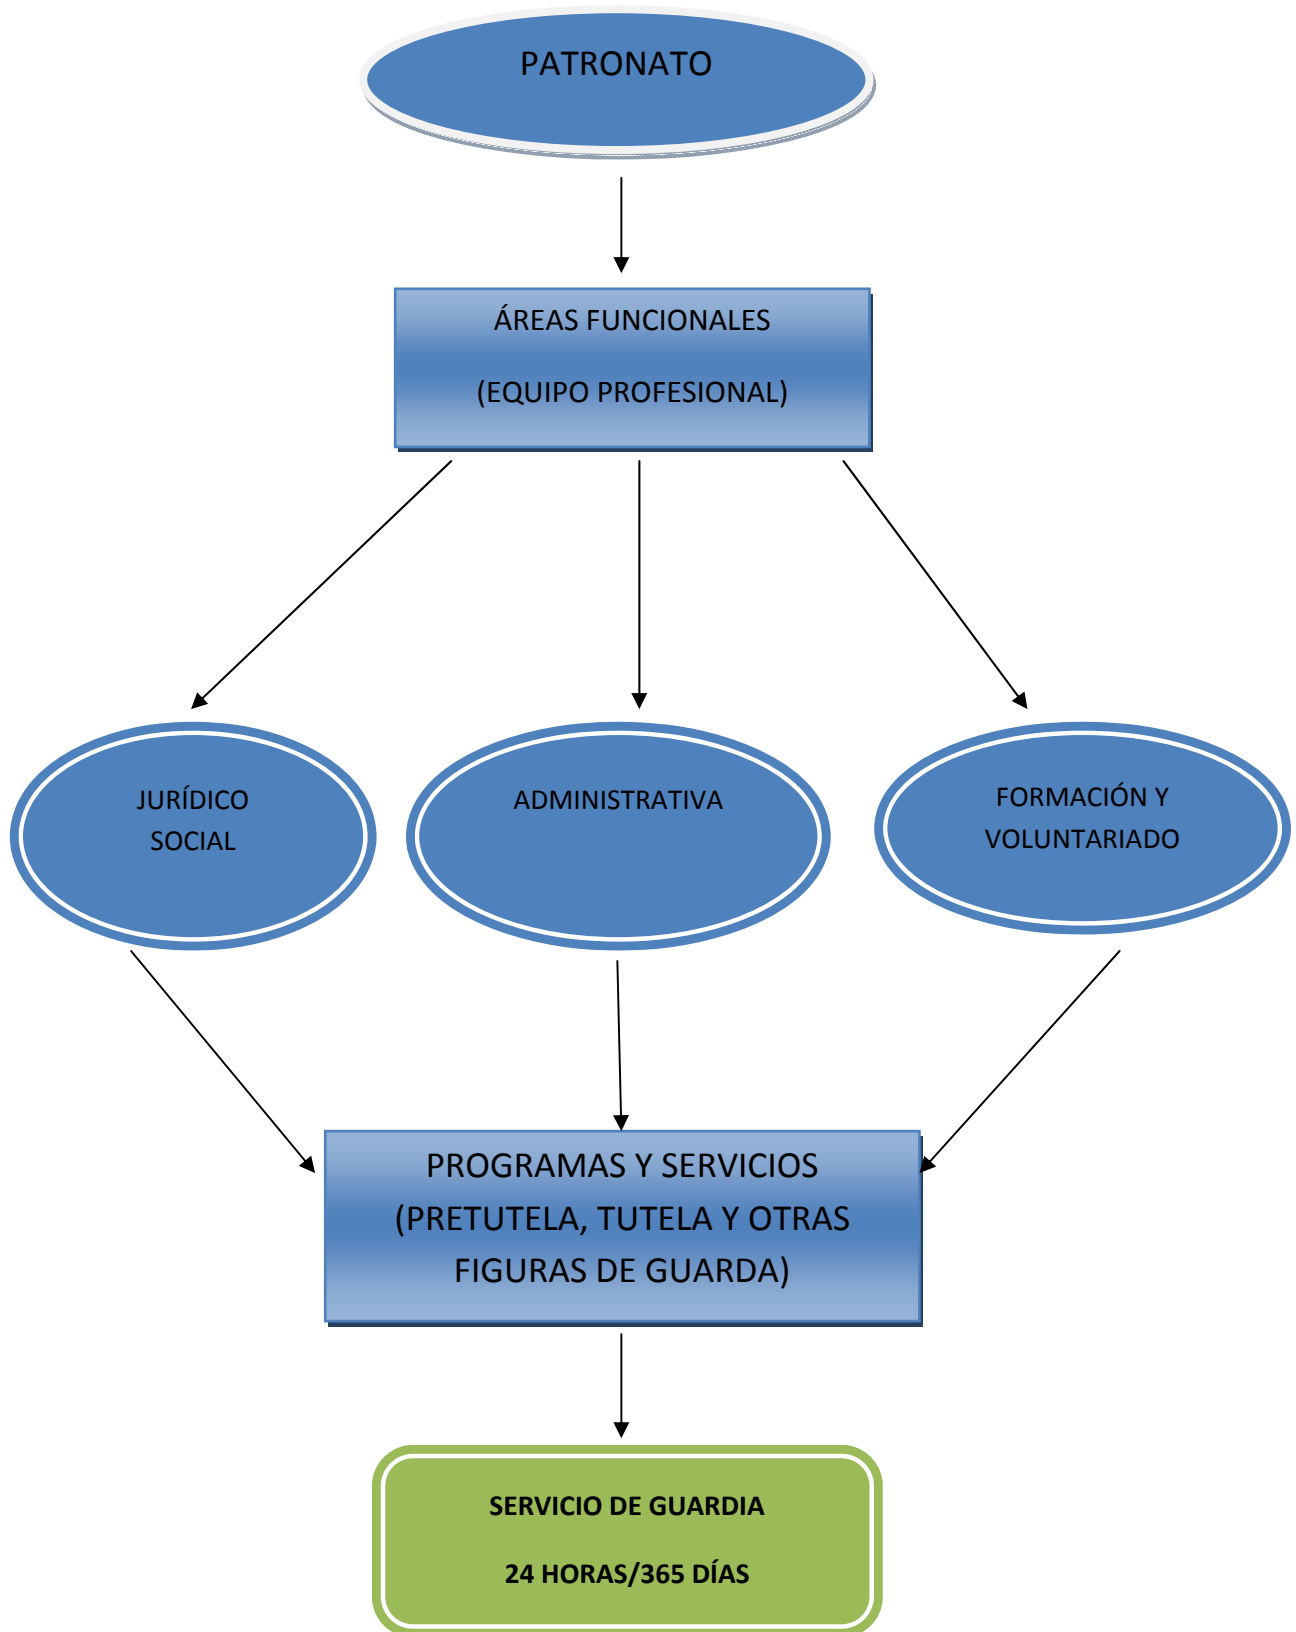 PATRONATO
ÁREAS FUNCIONALES
(EQUIPO PROFESIONAL)
JURÍDICO
SOCIAL
ADMINISTRATIVA
FORMACIÓN Y
VOLUNTARIADO
PROGRAMAS Y SERVICIOS
(PRETUTELA, TUTELA Y OTRAS
FIGURAS DE GUARDA)
SERVICIO DE GUARDIA
24 HORAS/365 DÍAS